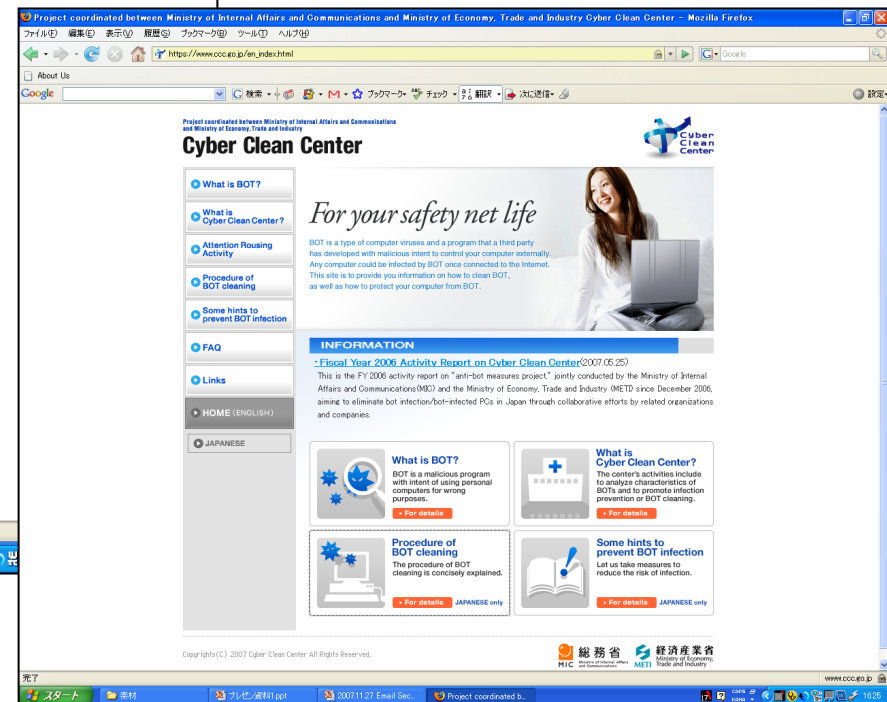 Project coordinated between Ministry of Internal Affairs and Communications and Ministry of Economy, Trade and Industry Cyber Clean Center - Mozilla Firefox
ファイル(F) 編集(E) 表示(V) 履歴(S) ブックマーク(B) ツール(T) ヘルプ(H)
https://www.ccc.go.jp/en_index.html
Google
About Us
Google 検索 ブックマーク チェック 翻訳 次に送信 設定
Project coordinated between Ministry of Internal Affairs and Communications
and Ministry of Economy,Trade and Industry
Cyber Clean Center
Cyber
Clean
Center
What is BOT?
What is
Cyber Clean Center?
Attention Rousing
Activity
Procedure of
BOT cleaning
Some hints to
prevent BOT infection
FAQ
Links
HOME (ENGLISH)
JAPANESE
For your safety net life
BOT is a type of computer viruses and a program that a third party
has developed with malicious intent to control your computer externally.
Any computer could be infected by BOT once connected to the Internet.
This site is to provide you information on how to clean BOT,
as well as how to protect your computer from BOT.
INFORMATION
・Fiscal Year 2006 Activity Report on Cyber Clean Center(2007.05.25)
This is the FY 2006 activity report on "anti-bot measures project," jointly conducted by the Ministry of Internal
Affairs and Communications(MIC) and the Ministry of Economy, Trade and Industry (METI) since December 2006,
aiming to eliminate bot infection/bot-infected PCs in Japan through collaborative efforts by related organizations
and companies.
What is BOT?
BOT is a malicious program
with intent of using personal
computers for wrong
purposes.
For details
What is
Cyber Clean Center?
The center's activities include
to analyze characteristics of
BOTs and to promote infection
prevention or BOT cleaning.
For details
Procedure of
BOT cleaning
The procedure of BOT
cleaning is concisely explained.
For details JAPANESE only
Some hints to
prevent BOT infection
Let us take measures to
reduce the risk of infection.
For details JAPANESE only
Copyrights(C) 2007 Cyber Clean Center All Rights Reserved.
MIC 総務省 Ministry of Internal Affairs
METI 経済産業省 Ministry of Economy, Trade and Industry
完了 www.ccc.go.jp
スタート 素材 プレゼン資料1.ppt 2007.11.27 Email Sec... Project coordinated b... CAPS KANA 16:25